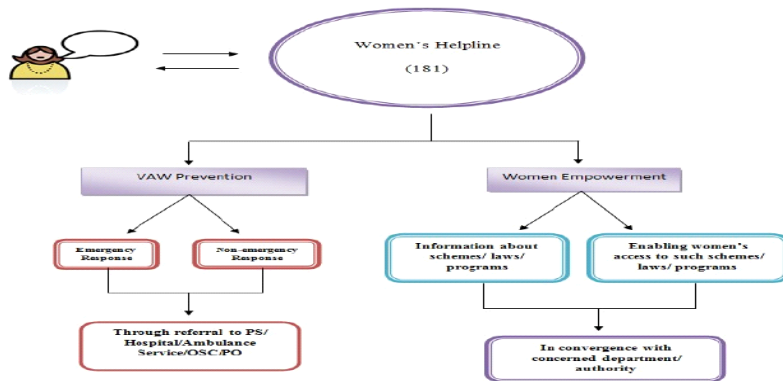 Women's Helpline
(181)
VAW Prevention
Women Empowerment
Emergency
Response
Non-emergency
Response
Information about
schemes/ laws/
programs
Enabling women's
access to such schemes/
laws/ programs
Through referral to PS/
Hospital/Ambulance
Service/OSC/PO
In convergence with
concerned department/
authority